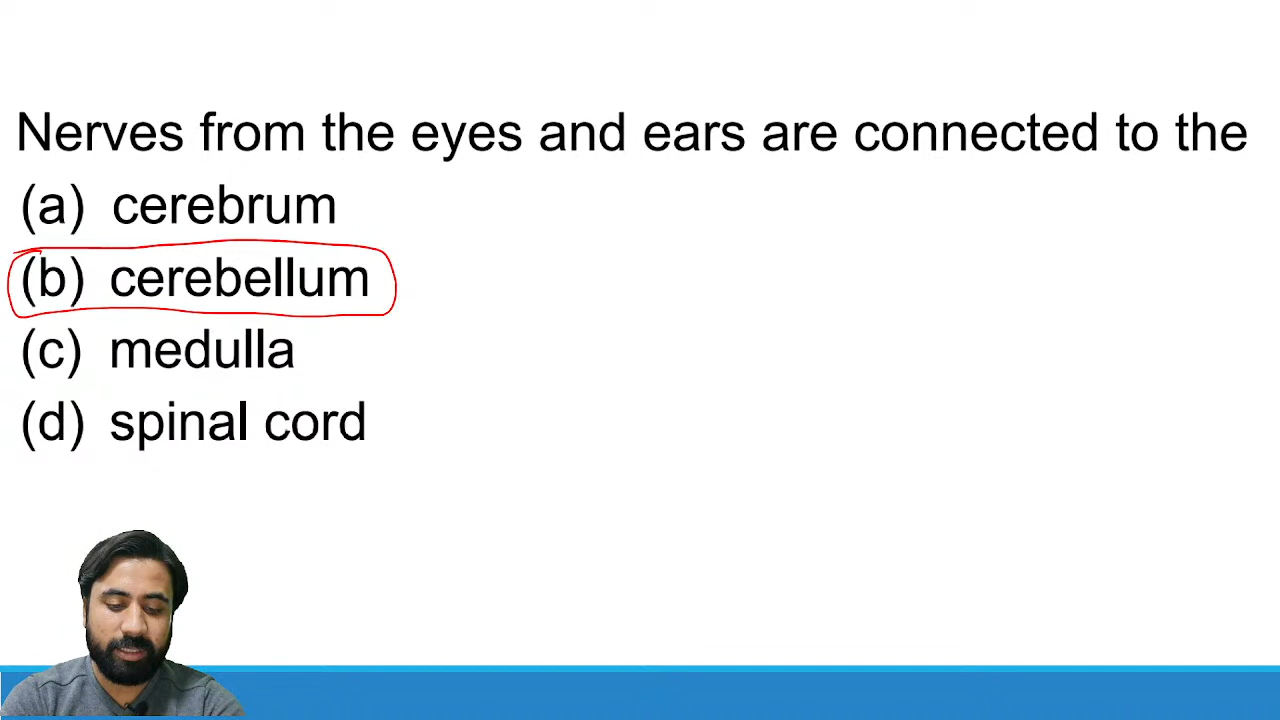 Nerves from the eyes and ears are connected to the
(a) cerebrum
(b) cerebellum
(c) medulla
(d) spinal cord